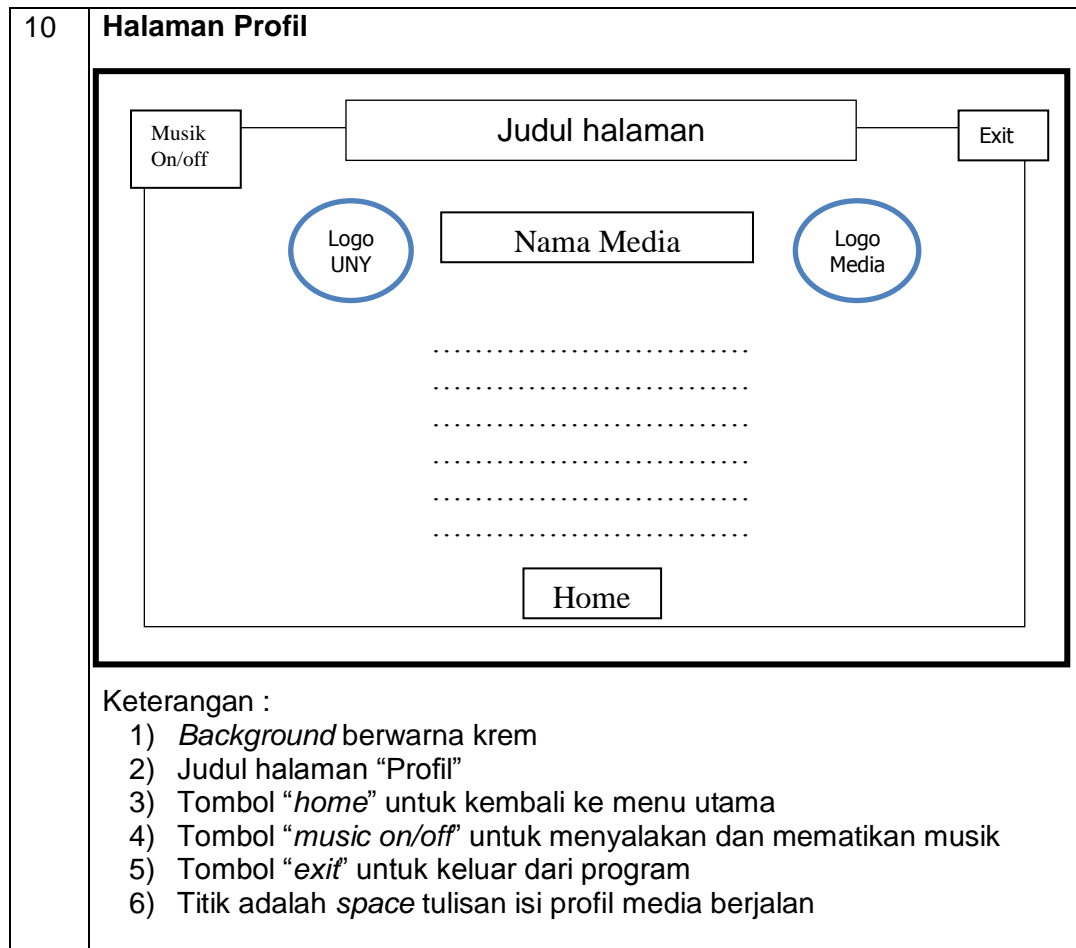 10
Halaman Profil
Musik
On/off
Judul halaman
Exit
Logo
UNY
Nama Media
Logo
Media
............................
............................
............................
............................
............................
............................
Home
Keterangan :
1) Background berwarna krem
2) Judul halaman “Profil”
3) Tombol “home” untuk kembali ke menu utama
4) Tombol “music on/off” untuk menyalakan dan mematikan musik
5) Tombol “exit” untuk keluar dari program
6) Titik adalah space tulisan isi profil media berjalan